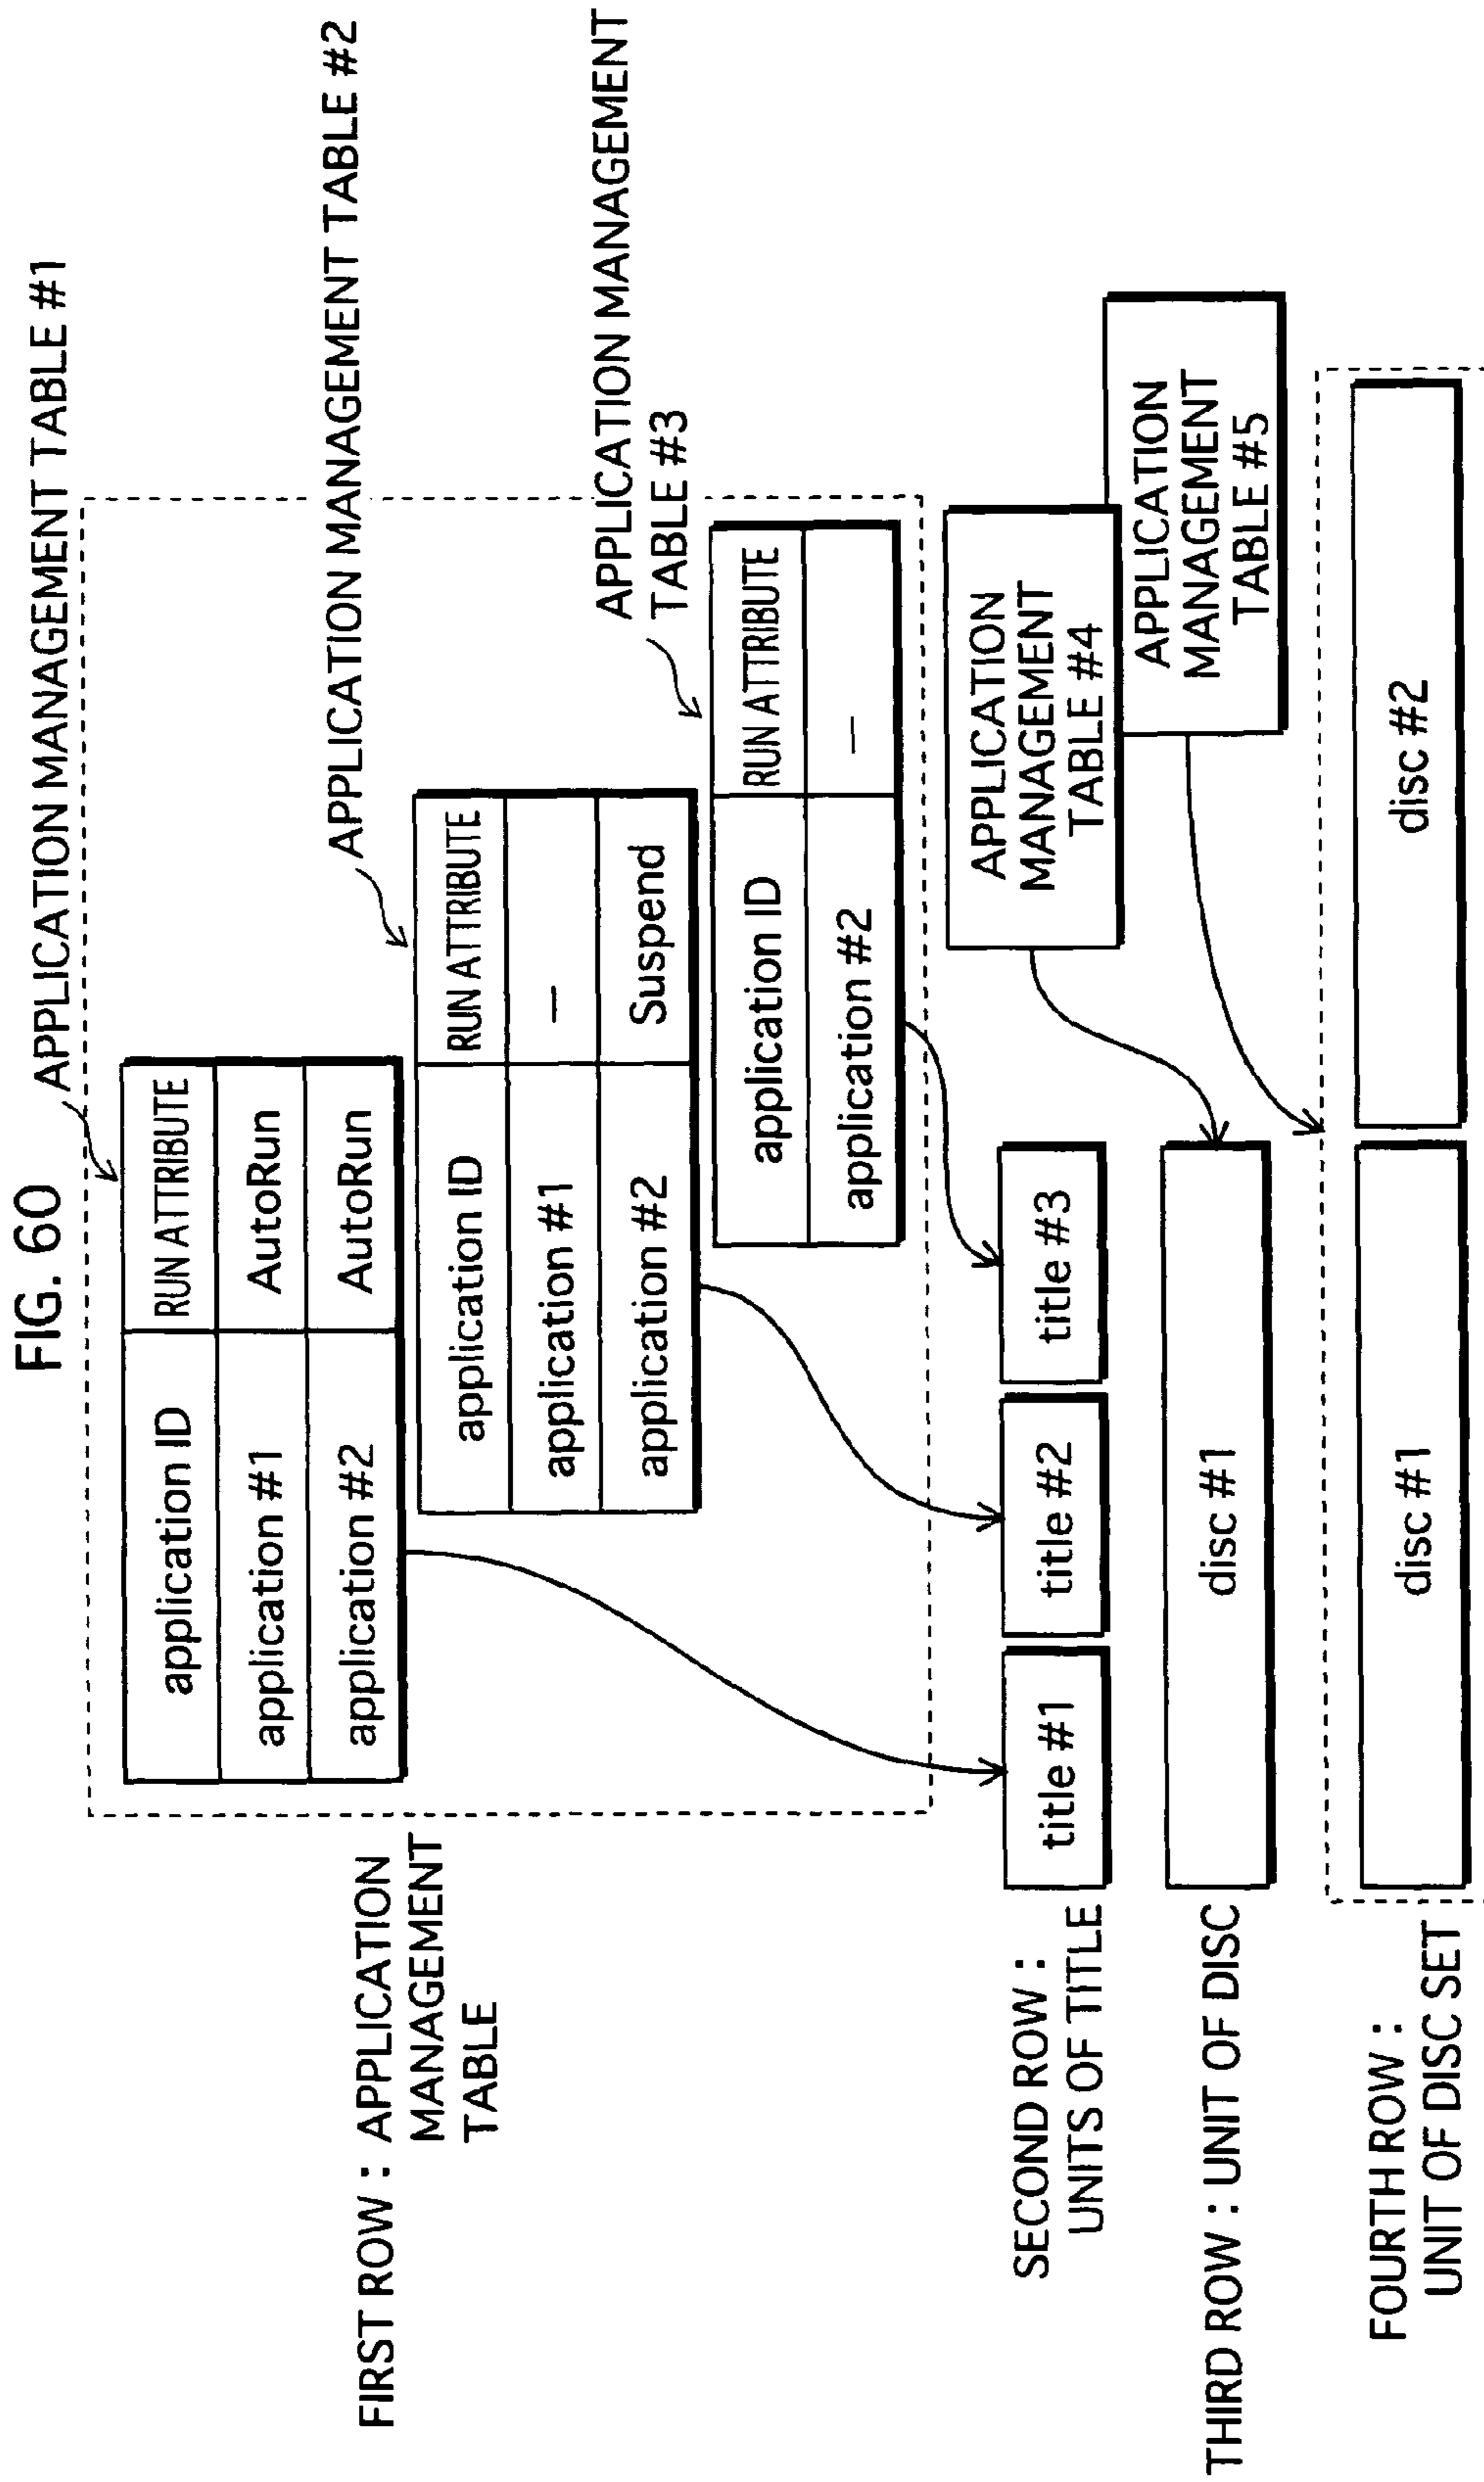 FIG. 60
APPLICATION MANAGEMENT TABLE #1
APPLICATION MANAGEMENT TABLE #2
APPLICATION MANAGEMENT
TABLE #3
FIRST ROW : APPLICATION
MANAGEMENT
TABLE
application ID RUN ATTRIBUTE
application #1 AutoRun
application #2 AutoRun
application ID RUN ATTRIBUTE
application #1 –
application #2 Suspend
application ID RUN ATTRIBUTE
application #2 –
APPLICATION
MANAGEMENT
TABLE #4
APPLICATION
MANAGEMENT
TABLE #5
SECOND ROW :
UNITS OF TITLE
title #1 title #2 title #3
THIRD ROW : UNIT OF DISC
disc #1
FOURTH ROW :
UNIT OF DISC SET
disc #1 disc #2